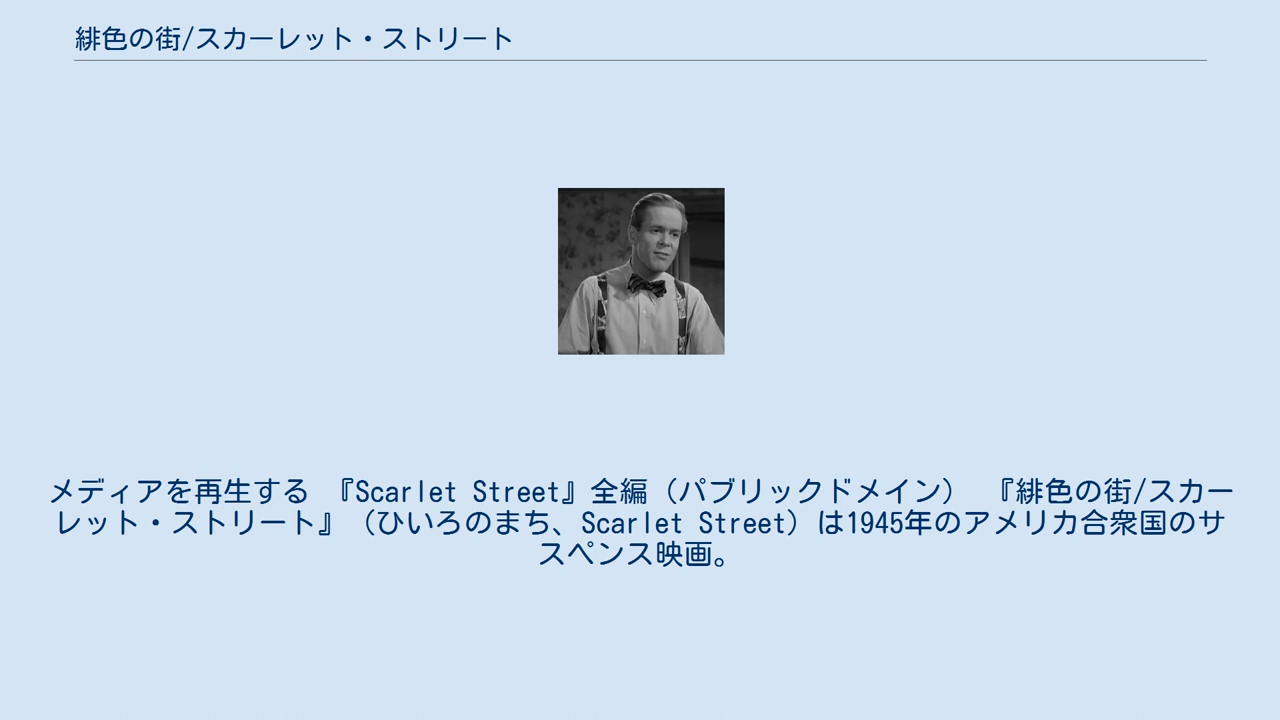 緋色の街/スカーレット・ストリート
メディアを再生する 『Scarlet Street』全編（パブリックドメイン） 『緋色の街/スカー
レット・ストリート』（ひいろのまち、Scarlet Street）は1945年のアメリカ合衆国のサ
スペンス映画。